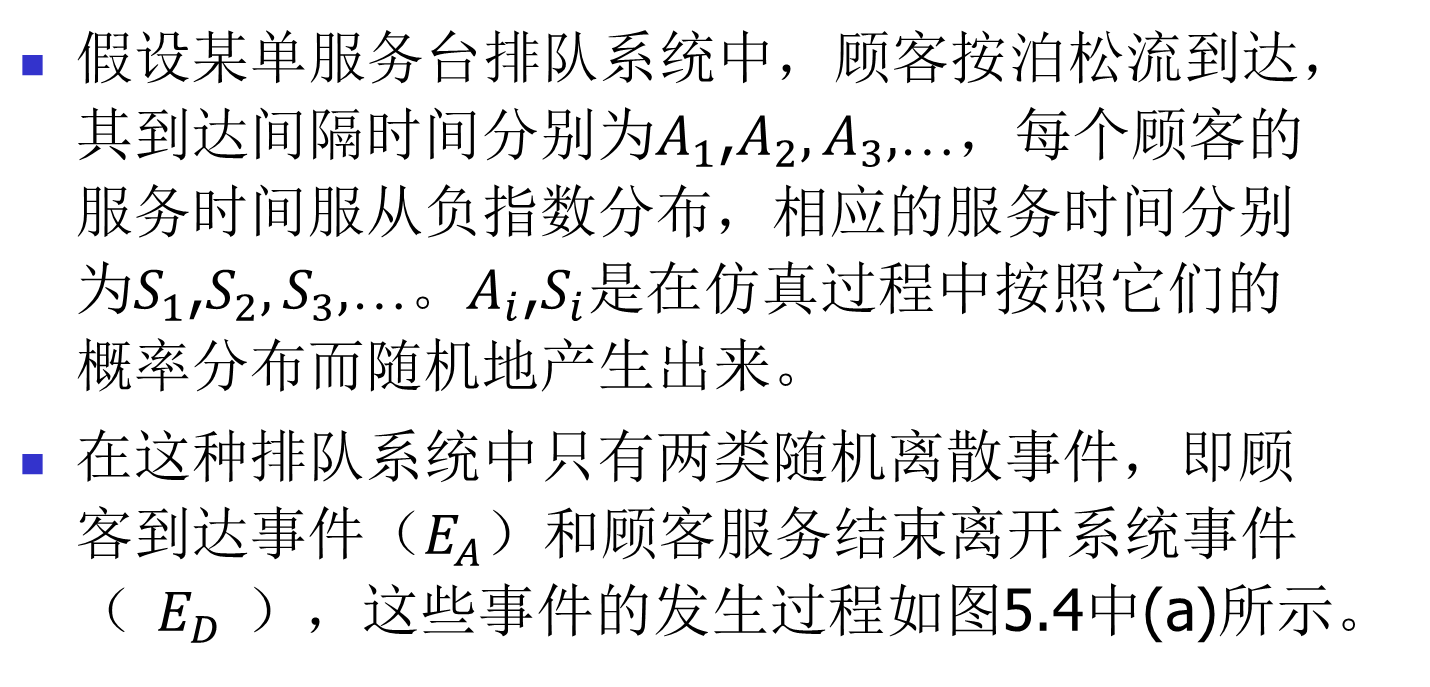 假设某单服务台排队系统中，顾客按泊松流到达，
其到达间隔时间分别为A₁,A₂, A₃,…，每个顾客的
服务时间服从负指数分布，相应的服务时间分别
为S₁,S₂, S₃,…。Aᵢ,Sᵢ是在仿真过程中按照它们的
概率分布而随机地产生出来。
在这种排队系统中只有两类随机离散事件，即顾
客到达事件（E_A）和顾客服务结束离开系统事件
（ E_D ），这些事件的发生过程如图5.4中(a)所示。